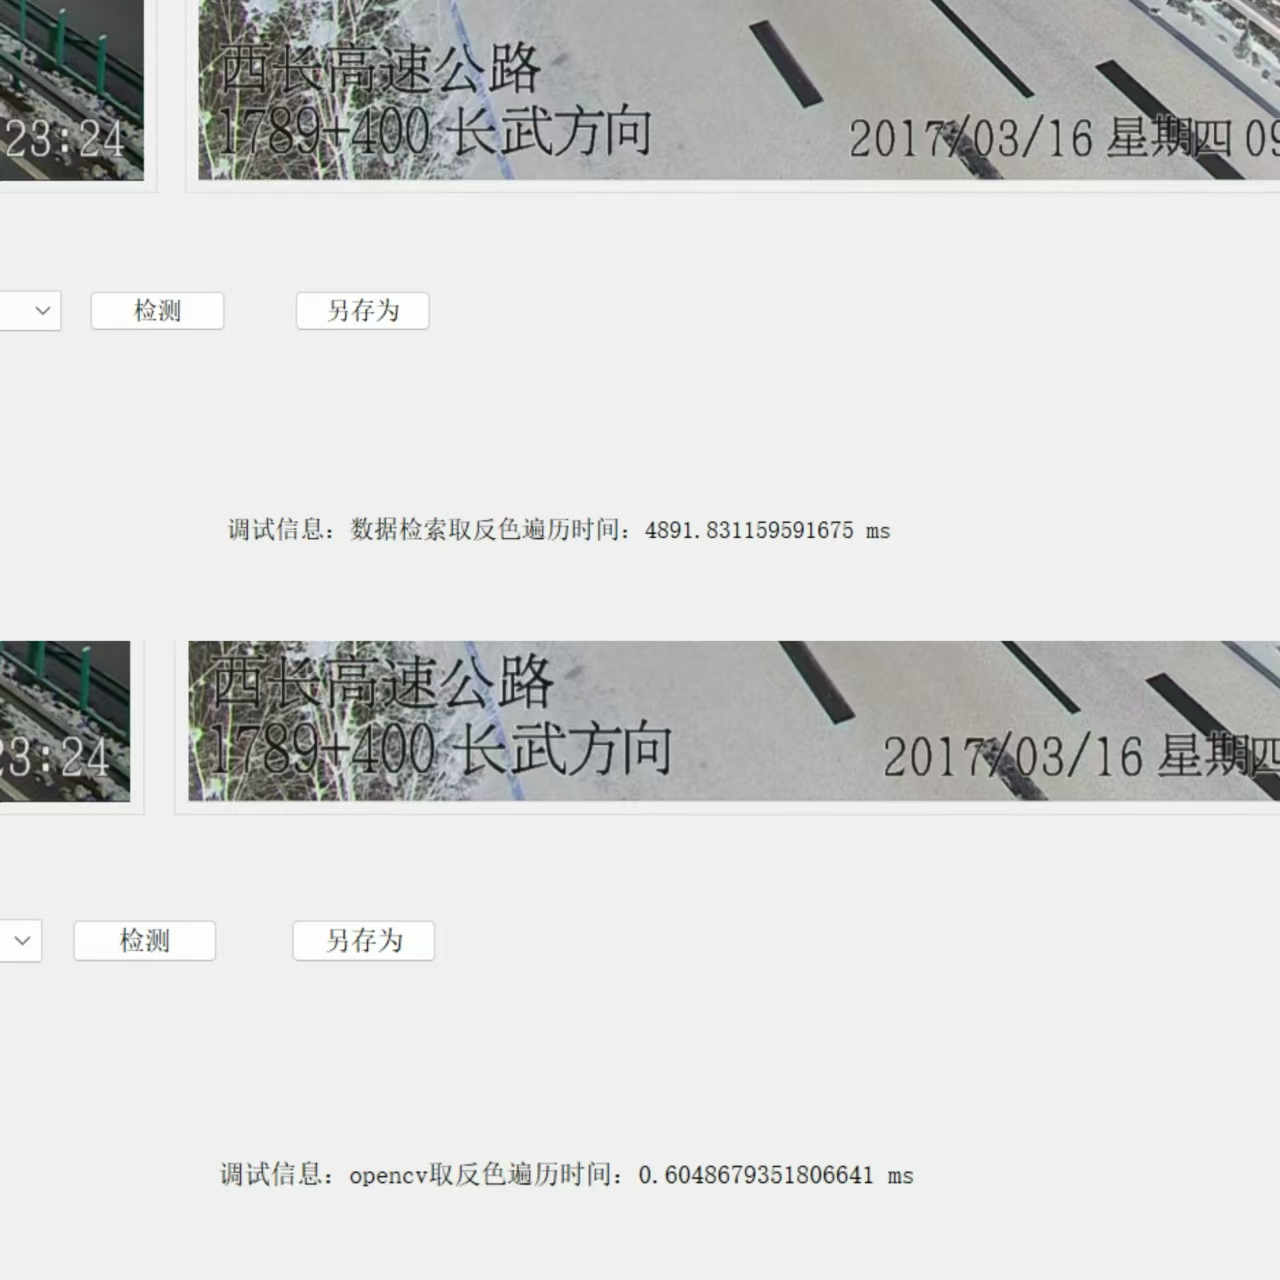 23:24
西长高速公路
1789+400 长武方向
2017/03/16 星期四 09
检测
另存为
调试信息：数据检索取反色遍历时间：4891.831159591675 ms
23:24
西长高速公路
1789+400 长武方向
2017/03/16 星期四
检测
另存为
调试信息：opencv取反色遍历时间：0.6048679351806641 ms